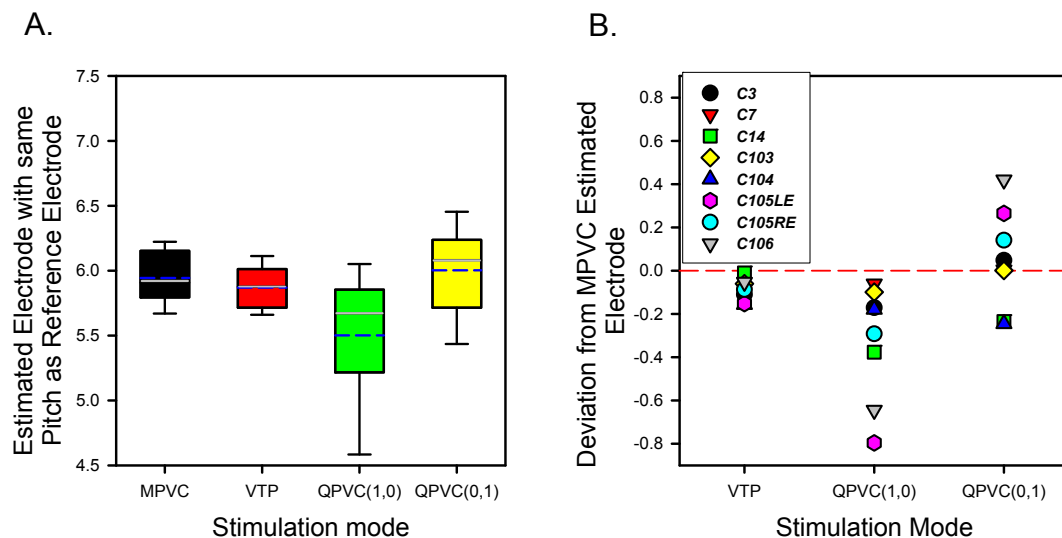 A.
Estimated Electrode with same
Pitch as Reference Electrode
7.5
7.0
6.5
6.0
5.5
5.0
4.5
MPVC
VTP
QPVC(1,0)
QPVC(0,1)
Stimulation mode
B.
Deviation from MPVC Estimated
Electrode
0.8
0.6
0.4
0.2
0.0
-0.2
-0.4
-0.6
-0.8
C3
C7
C14
C103
C104
C105LE
C105RE
C106
VTP
QPVC(1,0)
QPVC(0,1)
Stimulation Mode